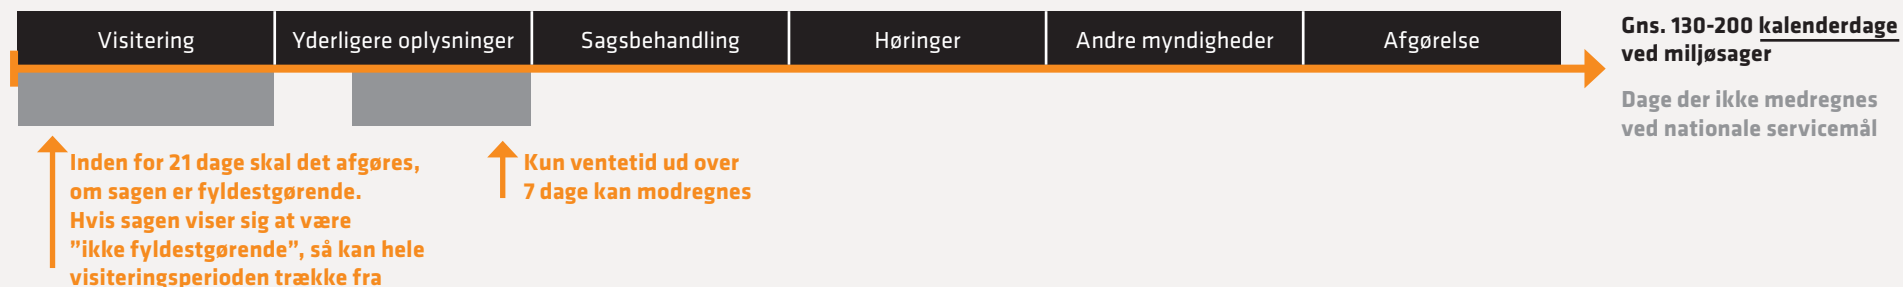 Visitering
Yderligere oplysninger
Sagsbehandling
Høringer
Andre myndigheder
Afgørelse
Gns. 130-200 kalenderdage
ved miljøsager
Dage der ikke medregnes
ved nationale servicemål
Inden for 21 dage skal det afgøres,
om sagen er fyldestgørende.
Hvis sagen viser sig at være
”ikke fyldestgørende”, så kan hele
visiteringsperioden trække fra
Kun ventetid ud over
7 dage kan modregnes